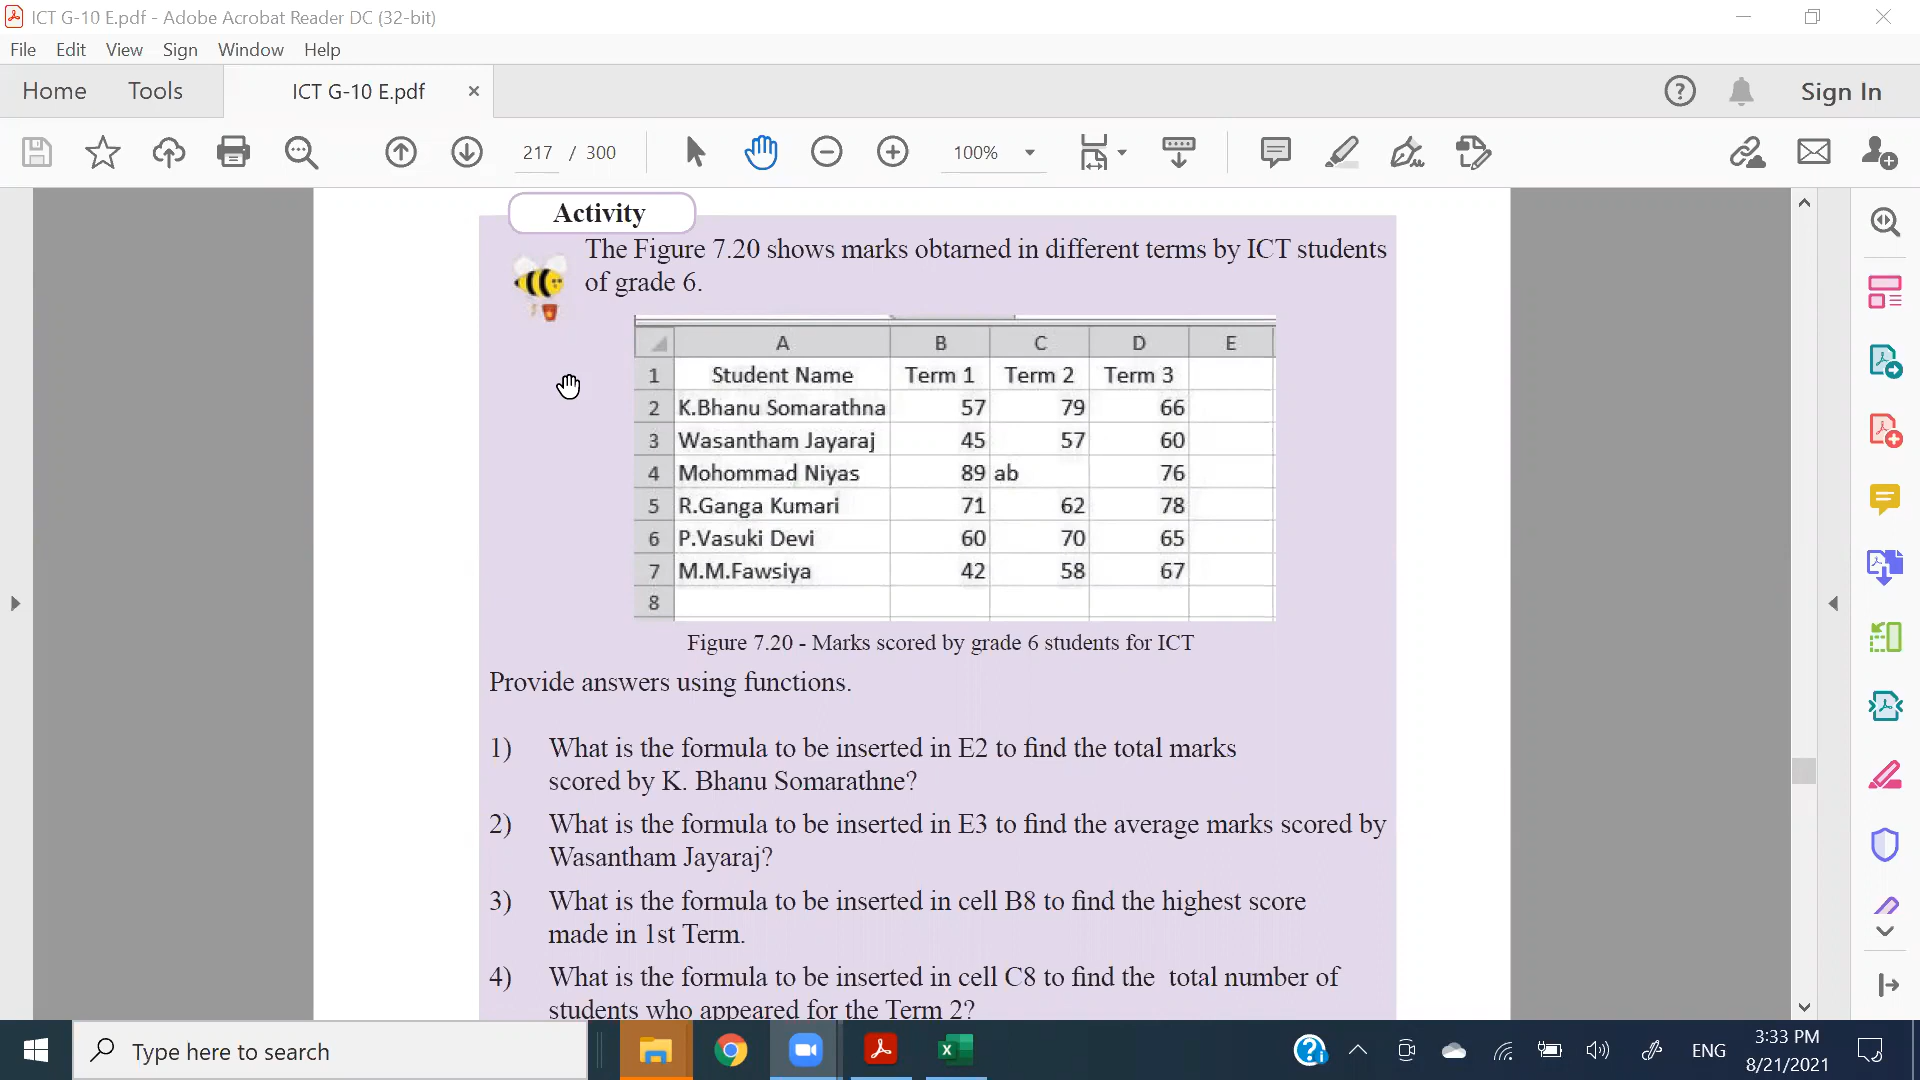 ICT G-10 E.pdf - Adobe Acrobat Reader DC (32-bit)
File Edit View Sign Window Help
Home Tools ICT G-10 E.pdf × Sign In
217 / 300 100%
Activity
The Figure 7.20 shows marks obtarned in different terms by ICT students
of grade 6.
A B C D E
1 Student Name Term 1 Term 2 Term 3
2 K.Bhanu Somarathna 57 79 66
3 Wasantham Jayaraj 45 57 60
4 Mohommad Niyas 89 ab 76
5 R.Ganga Kumari 71 62 78
6 P.Vasuki Devi 60 70 65
7 M.M.Fawsiya 42 58 67
8
Figure 7.20 - Marks scored by grade 6 students for ICT
Provide answers using functions.
1) What is the formula to be inserted in E2 to find the total marks
scored by K. Bhanu Somarathne?
2) What is the formula to be inserted in E3 to find the average marks scored by
Wasantham Jayaraj?
3) What is the formula to be inserted in cell B8 to find the highest score
made in 1st Term.
4) What is the formula to be inserted in cell C8 to find the total number of
students who appeared for the Term 2?
Type here to search
ENG
3:33 PM
8/21/2021